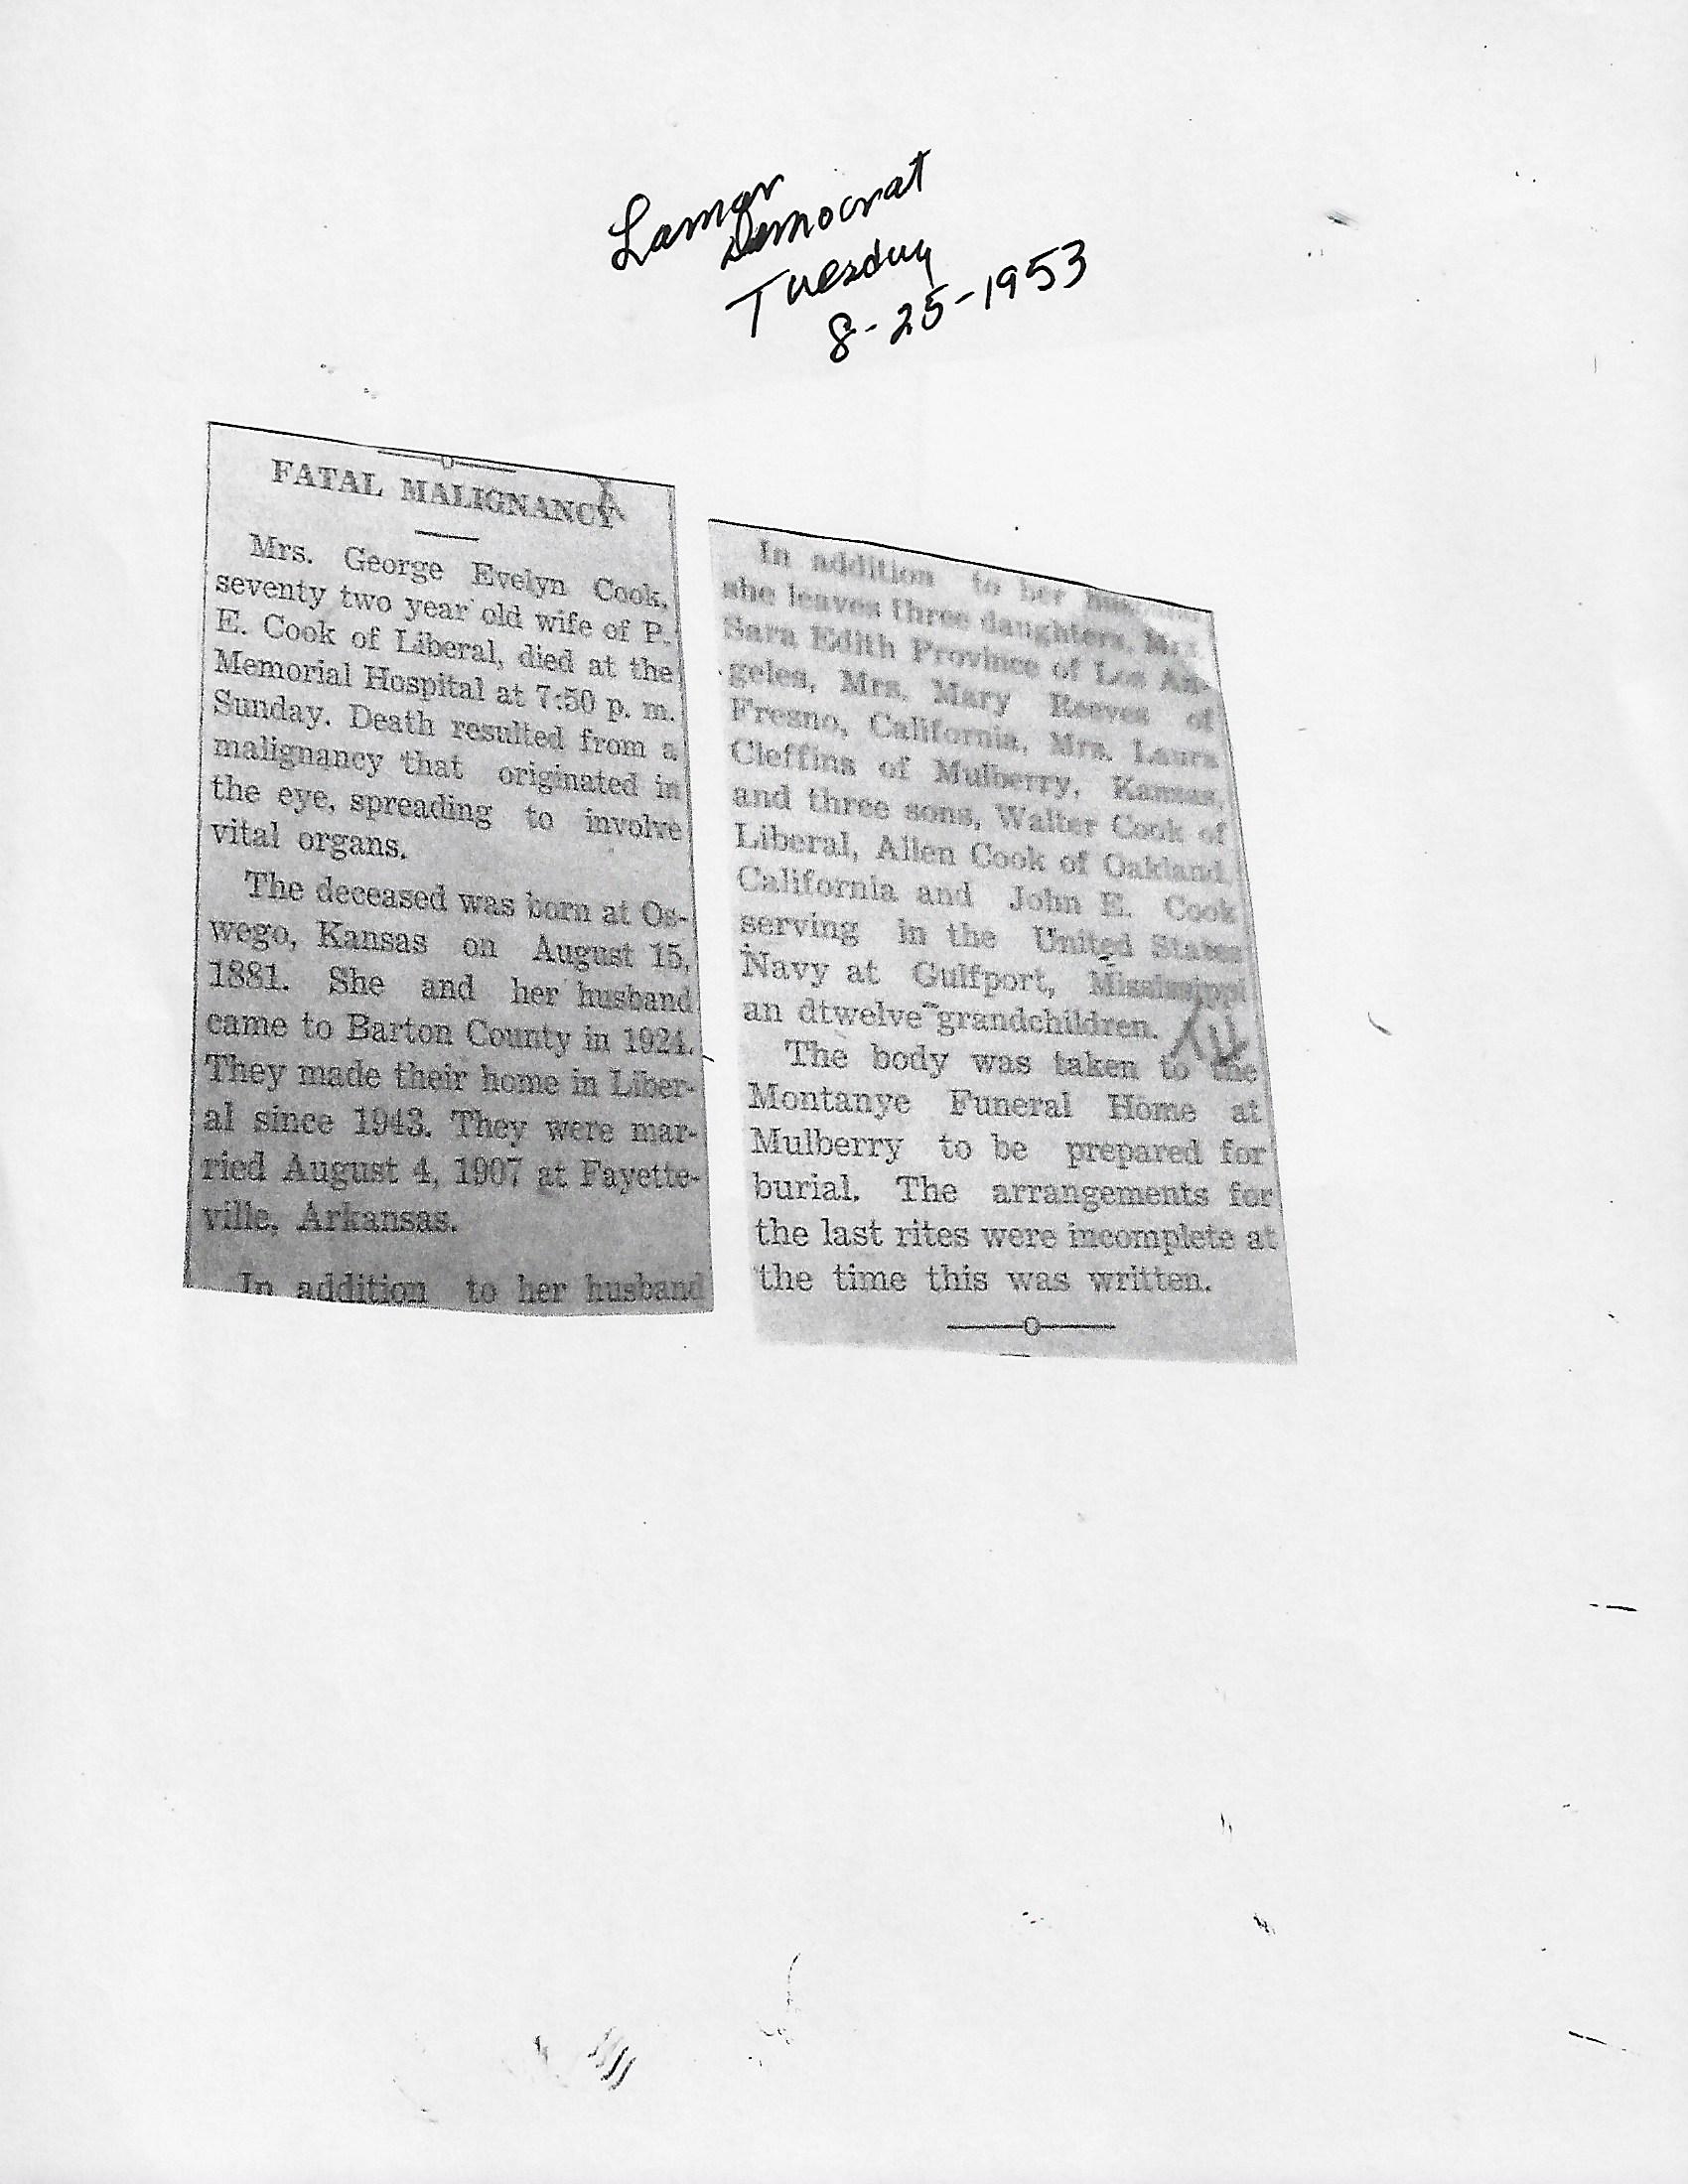 Lamar
Democrat
Tuesday
8-25-1953
FATAL MALIGNANCY
Mrs. George Evelyn Cook,
seventy two year old wife of P.
E. Cook of Liberal, died at the
Memorial Hospital at 7:50 p. m.
Sunday. Death resulted from a
malignancy that originated in
the eye, spreading to involve
vital organs.
The deceased was born at Os-
wego, Kansas on August 15,
1881. She and her husband
came to Barton County in 1924.
They made their home in Liber-
al since 1943. They were mar-
ried August 4, 1907 at Fayette-
ville, Arkansas.
In addition to her husband
In addition to her husband
she leaves three daughters, Mrs.
Sara Edith Province of Los An-
geles, Mrs. Mary Reeves of
Fresno, California, Mrs. Laura
Cleffins of Mulberry, Kansas,
and three sons, Walter Cook of
Liberal, Allen Cook of Oakland,
California and John E. Cook
serving in the United States
Navy at Gulfport, Mississippi
an dtwelve grandchildren.
The body was taken to the
Montanye Funeral Home at
Mulberry to be prepared for
burial. The arrangements for
the last rites were incomplete at
the time this was written.